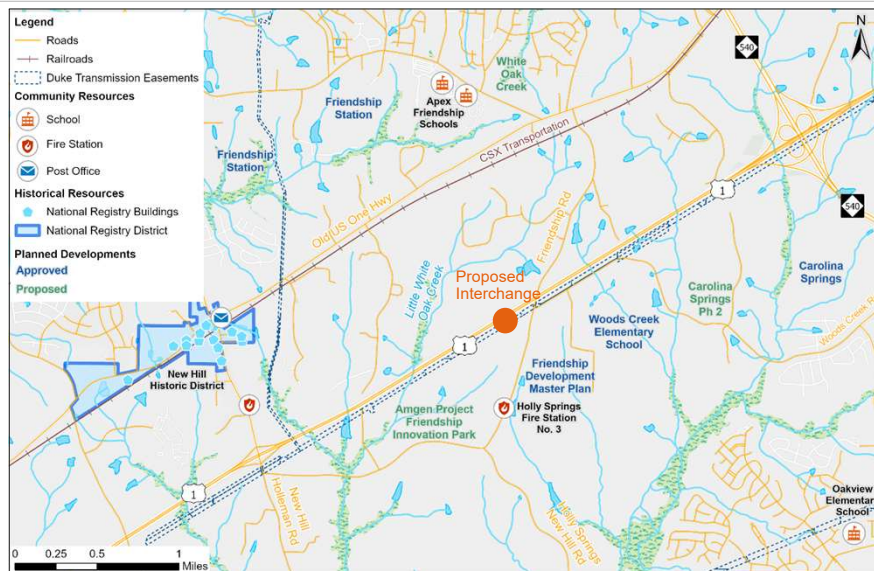 Legend
Roads
Railroads
Duke Transmission Easements
Community Resources
School
Fire Station
Post Office
Historical Resources
National Registry Buildings
National Registry District
Planned Developments
Approved
Proposed
N
540
White
Oak
Creek
Apex
Friendship
Schools
Friendship
Station
Friendship
Station
CSX Transportation
Old US One Hwy
Friendship Rd
1
540
Little White
Oak Creek
Proposed
Interchange
Carolina
Springs
Carolina
Springs
Ph 2
Woods Creek
Elementary
School
Woods Creek R
1
New Hill
Historic District
Friendship
Development
Master Plan
Amgen Project
Friendship
Innovation Park
Holly Springs
Fire Station
No. 3
1
New Hill
Holleman Rd
Holly Springs
New Hill Rd
Oakview
Elementary
School
0 0.25 0.5 1
Miles